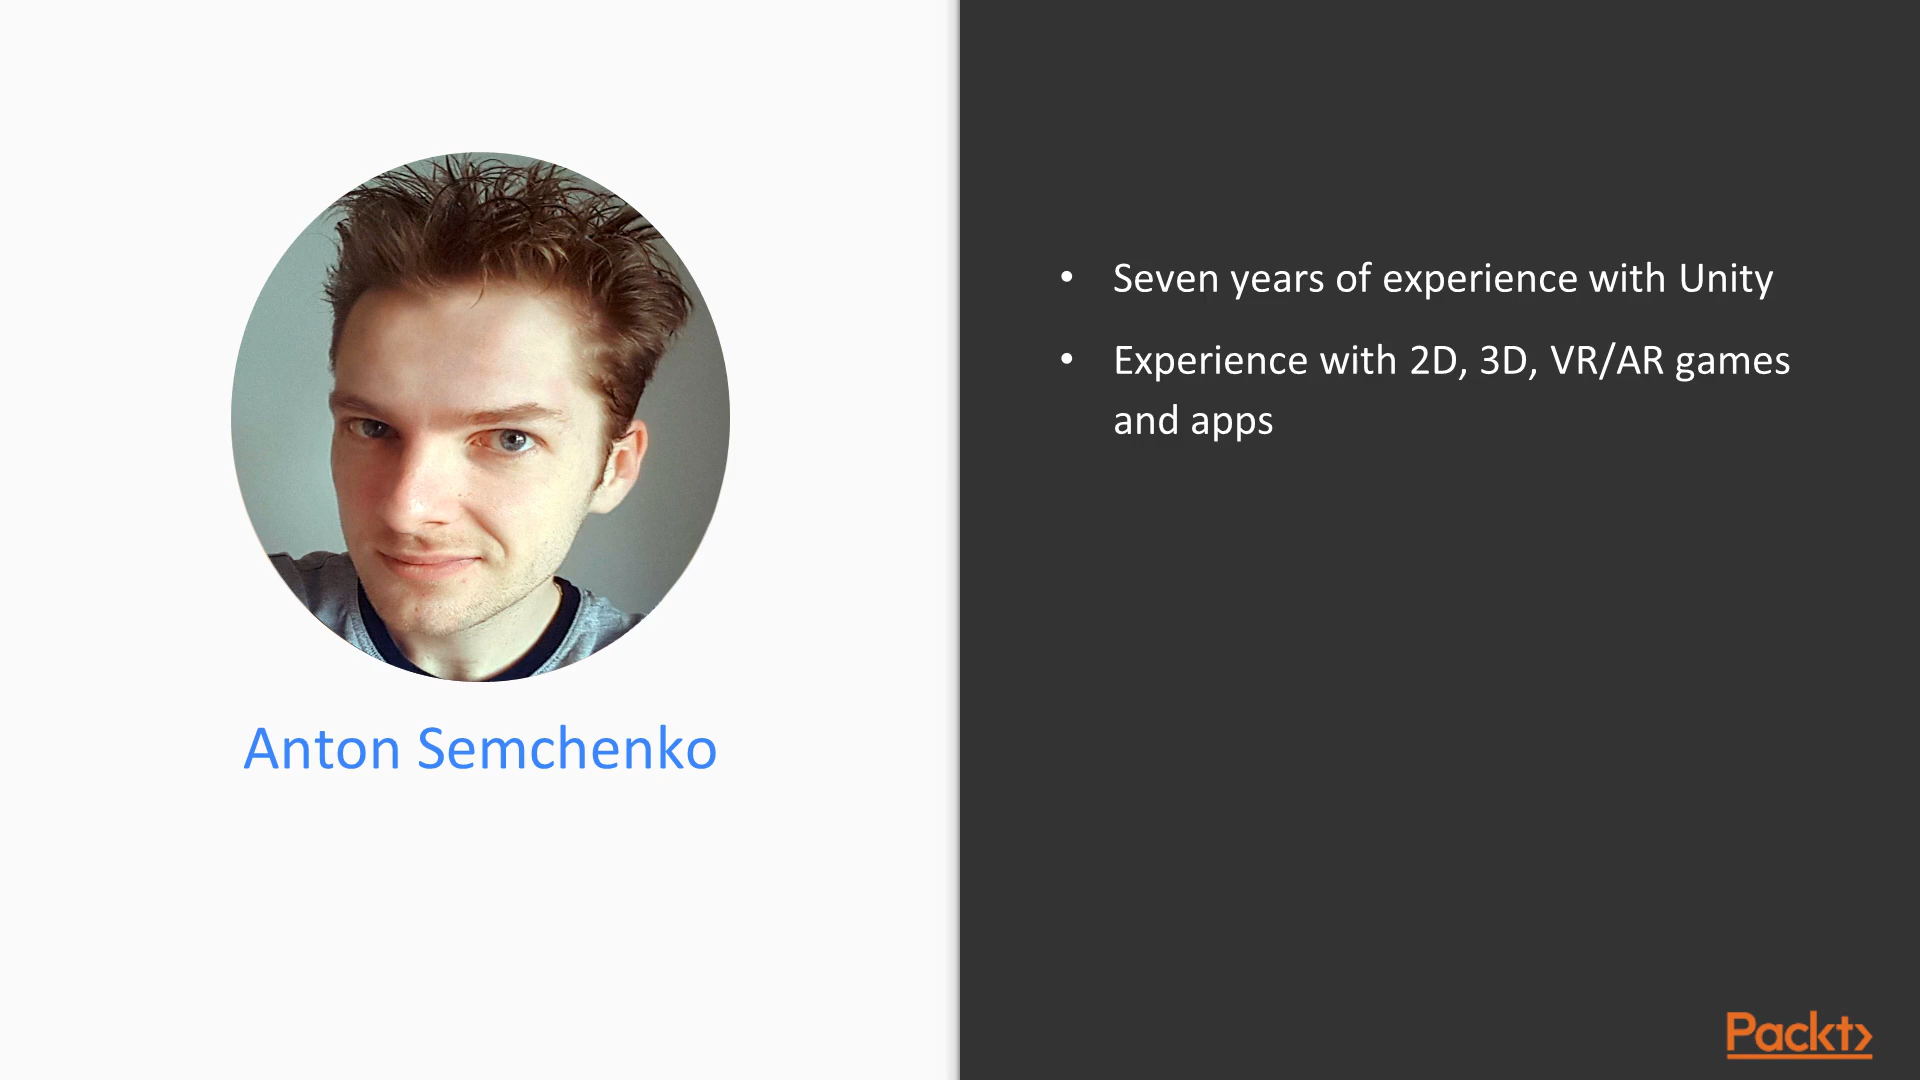 Anton Semchenko
• Seven years of experience with Unity
• Experience with 2D, 3D, VR/AR games
and apps
Packt>